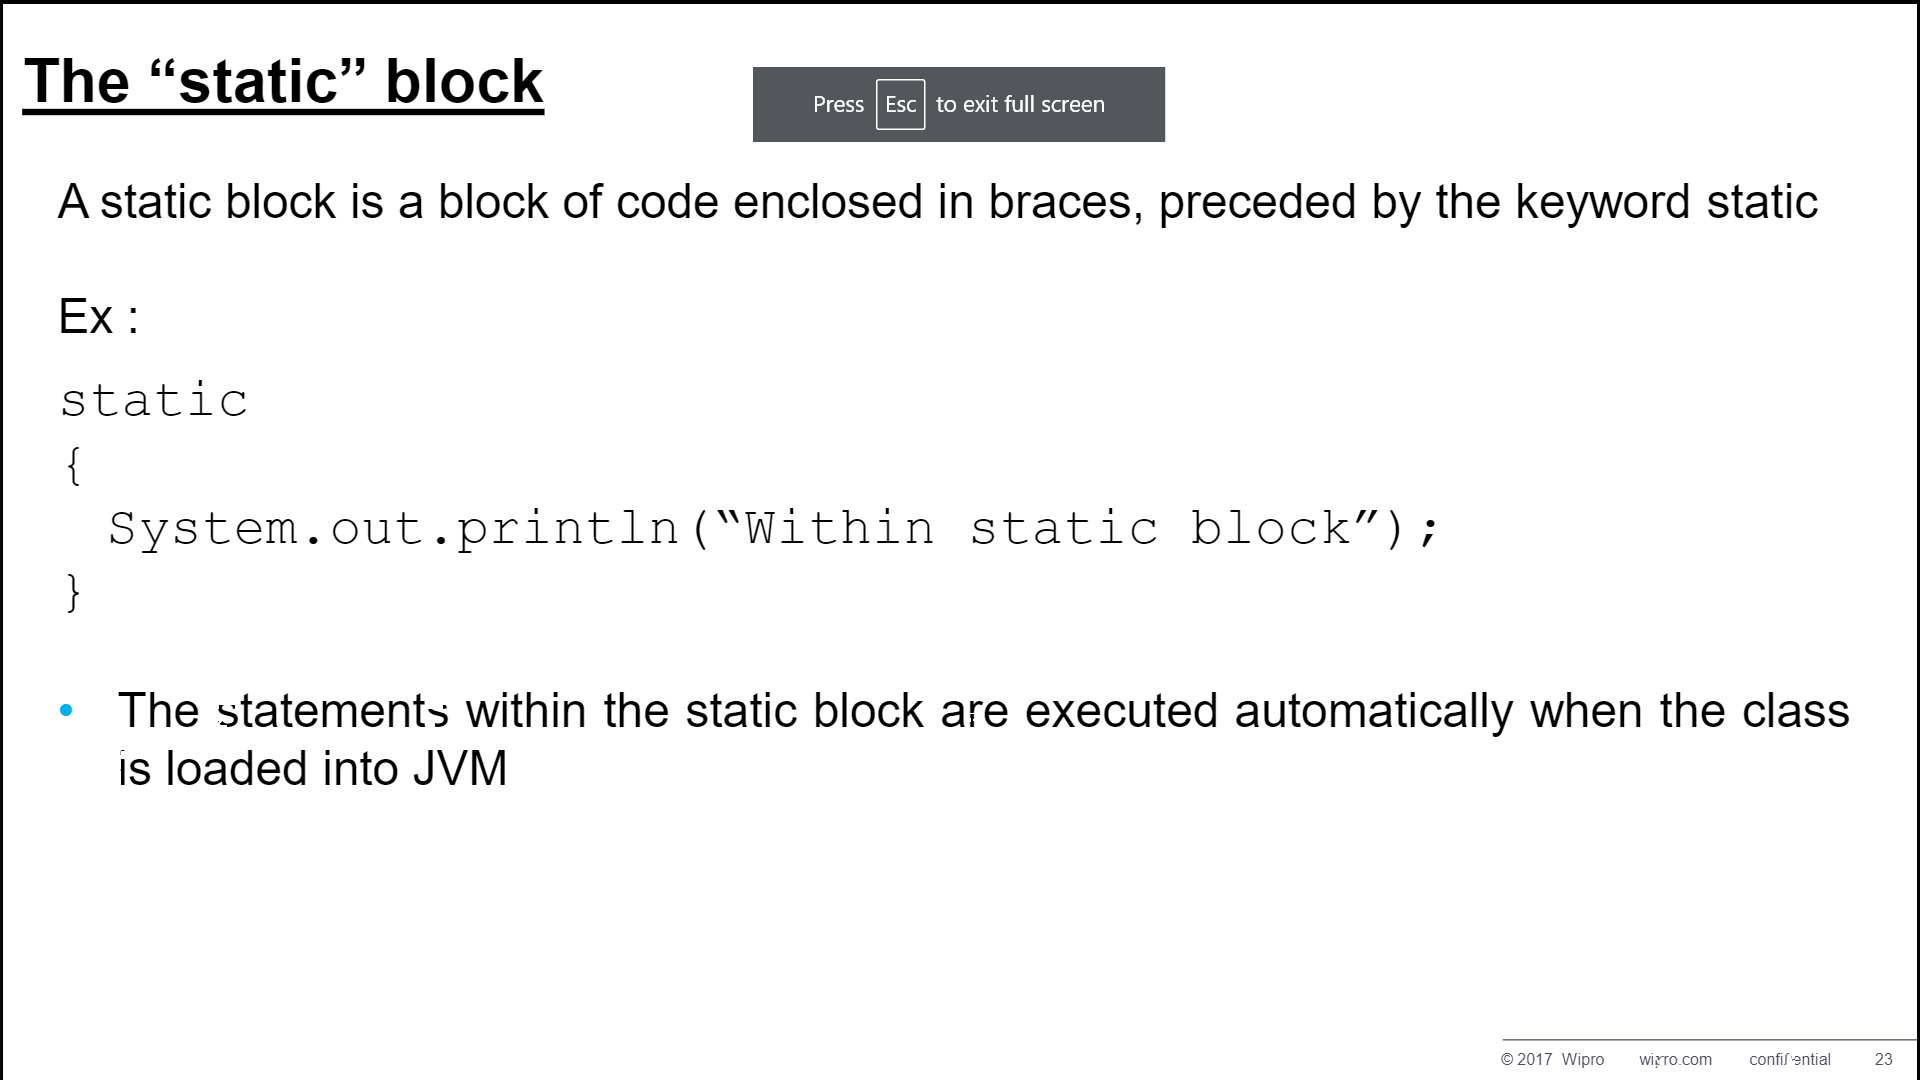 The “static” block
Press Esc to exit full screen
A static block is a block of code enclosed in braces, preceded by the keyword static
Ex :
static
{
System.out.println(“Within static block”);
}
• The statements within the static block are executed automatically when the class
is loaded into JVM
© 2017 Wipro wipro.com confidential 23